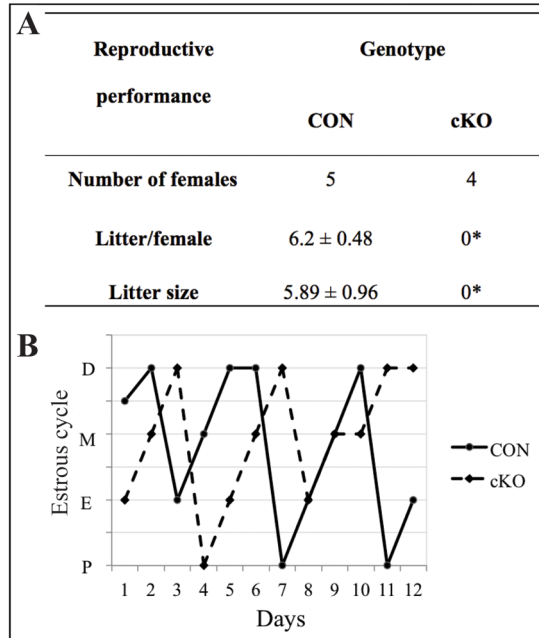 A
Reproductive performance
Genotype
CON cKO
Number of females 5 4
Litter/female 6.2 ± 0.48 0*
Litter size 5.89 ± 0.96 0*
B
Estrous cycle
D
M
E
P
1 2 3 4 5 6 7 8 9 10 11 12
Days
CON
cKO